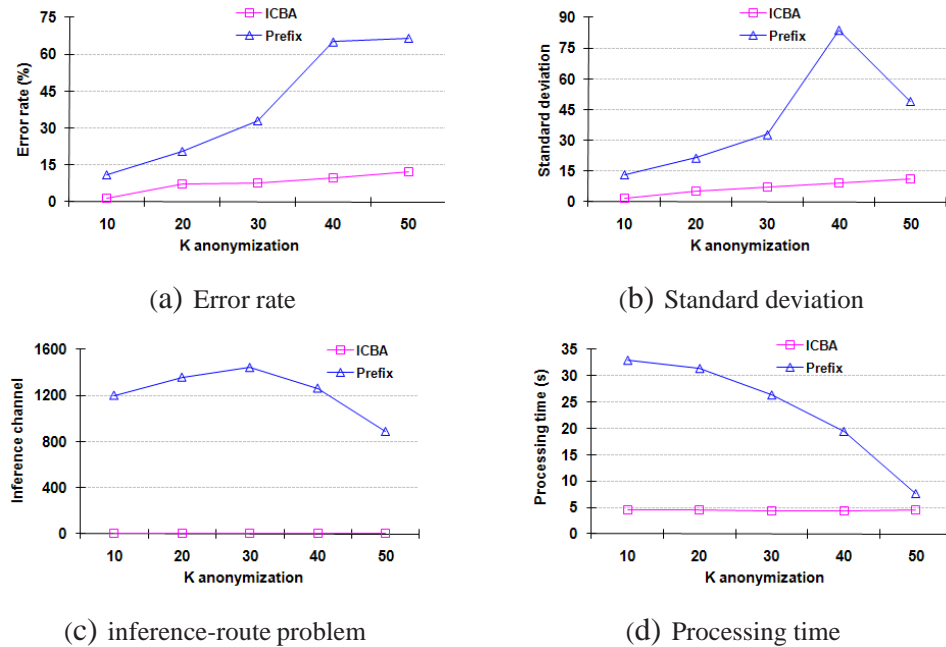 ICBA
Prefix
Error rate (%)
75
60
45
30
15
0
10 20 30 40 50
K anonymization
(a) Error rate
ICBA
Prefix
Standard deviation
90
75
60
45
30
15
0
10 20 30 40 50
K anonymization
(b) Standard deviation
ICBA
Prefix
Inference channel
1600
1200
800
400
0
10 20 30 40 50
K anonymization
(c) inference-route problem
ICBA
Prefix
Processing time (s)
35
30
25
20
15
10
5
0
10 20 30 40 50
K anonymization
(d) Processing time